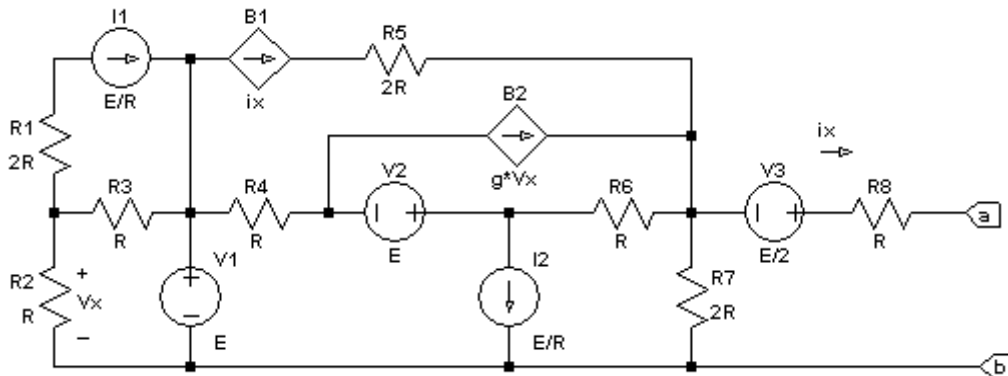 I1
B1
R5
E/R
ix
2R
B2
R1
2R
g*Vx
ix
R3
R4
V2
R6
V3
R8
a
R
R
E
R
E/2
R
R2
R
+
Vx
−
+
−
V1
E
I2
E/R
R7
2R
b